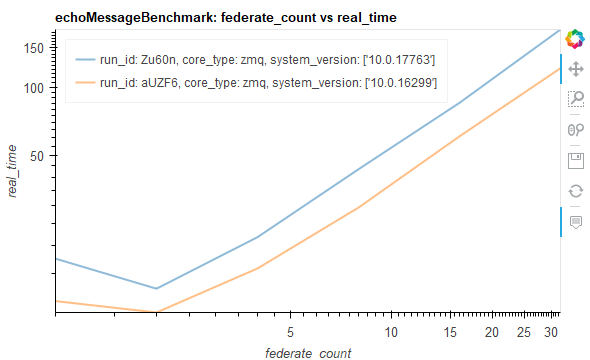 echoMessageBenchmark: federate_count vs real_time
run_id: Zu60n, core_type: zmq, system_version: ['10.0.17763']
run_id: aUZF6, core_type: zmq, system_version: ['10.0.16299']
150
100
50
real_time
5
10
15
20
25
30
federate_count